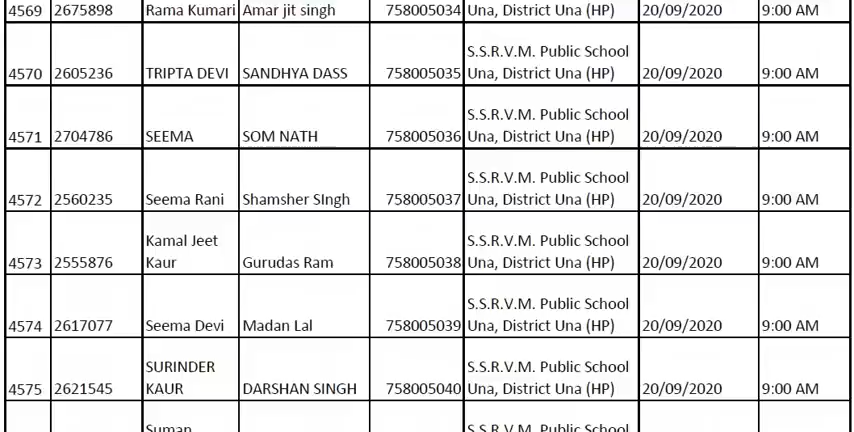 4569 2675898 Rama Kumari Amar jit singh 758005034 Una, District Una (HP) 20/09/2020 9:00 AM
S.S.R.V.M. Public School
4570 2605236 TRIPTA DEVI SANDHYA DASS 758005035 Una, District Una (HP) 20/09/2020 9:00 AM
S.S.R.V.M. Public School
4571 2704786 SEEMA SOM NATH 758005036 Una, District Una (HP) 20/09/2020 9:00 AM
S.S.R.V.M. Public School
4572 2560235 Seema Rani Shamsher SIngh 758005037 Una, District Una (HP) 20/09/2020 9:00 AM
Kamal Jeet S.S.R.V.M. Public School
4573 2555876 Kaur Gurudas Ram 758005038 Una, District Una (HP) 20/09/2020 9:00 AM
S.S.R.V.M. Public School
4574 2617077 Seema Devi Madan Lal 758005039 Una, District Una (HP) 20/09/2020 9:00 AM
SURINDER S.S.R.V.M. Public School
4575 2621545 KAUR DARSHAN SINGH 758005040 Una, District Una (HP) 20/09/2020 9:00 AM
Suman S.S.R.V.M. Public School